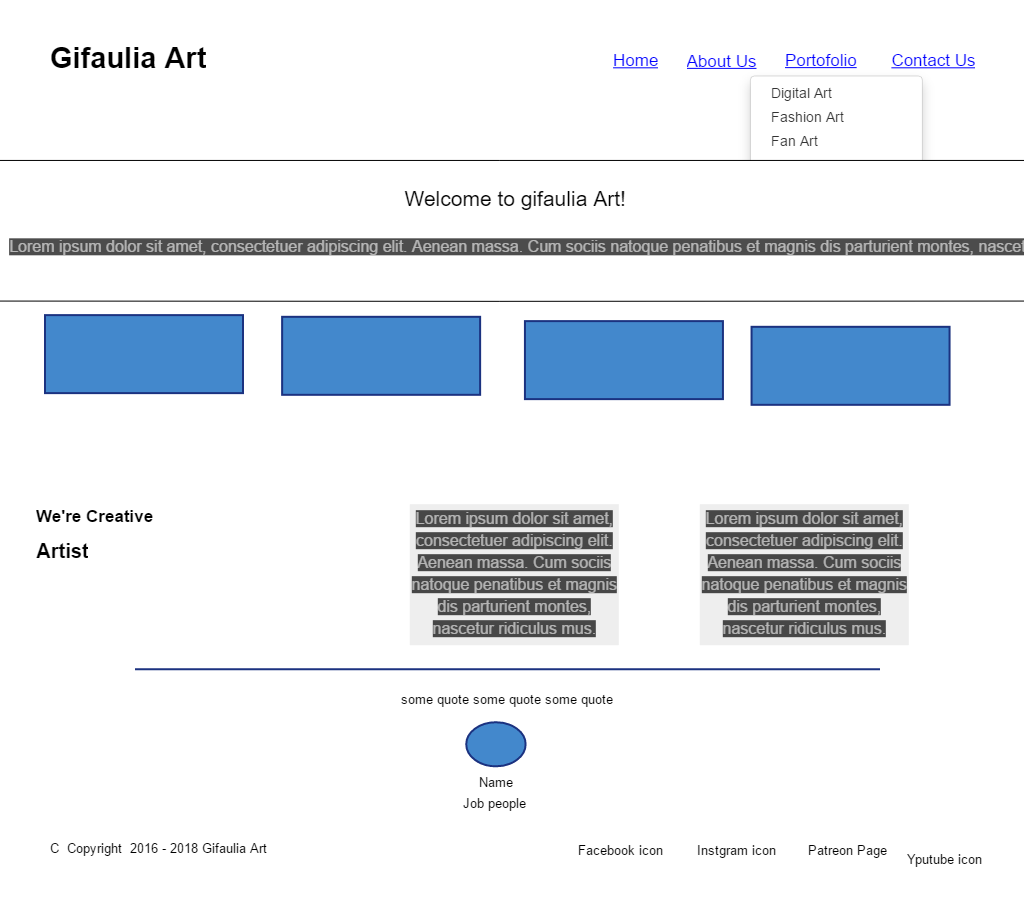 Gifaulia Art
Home About Us Portofolio Contact Us
Digital Art
Fashion Art
Fan Art
Welcome to gifaulia Art!
Lorem ipsum dolor sit amet, consectetuer adipiscing elit. Aenean massa. Cum sociis natoque penatibus et magnis dis parturient montes, nascet
We're Creative
Artist
Lorem ipsum dolor sit amet,
consectetuer adipiscing elit.
Aenean massa. Cum sociis
natoque penatibus et magnis
dis parturient montes,
nascetur ridiculus mus.
Lorem ipsum dolor sit amet,
consectetuer adipiscing elit.
Aenean massa. Cum sociis
natoque penatibus et magnis
dis parturient montes,
nascetur ridiculus mus.
some quote some quote some quote
Name
Job people
C Copyright 2016 - 2018 Gifaulia Art
Facebook icon Instgram icon Patreon Page Yputube icon